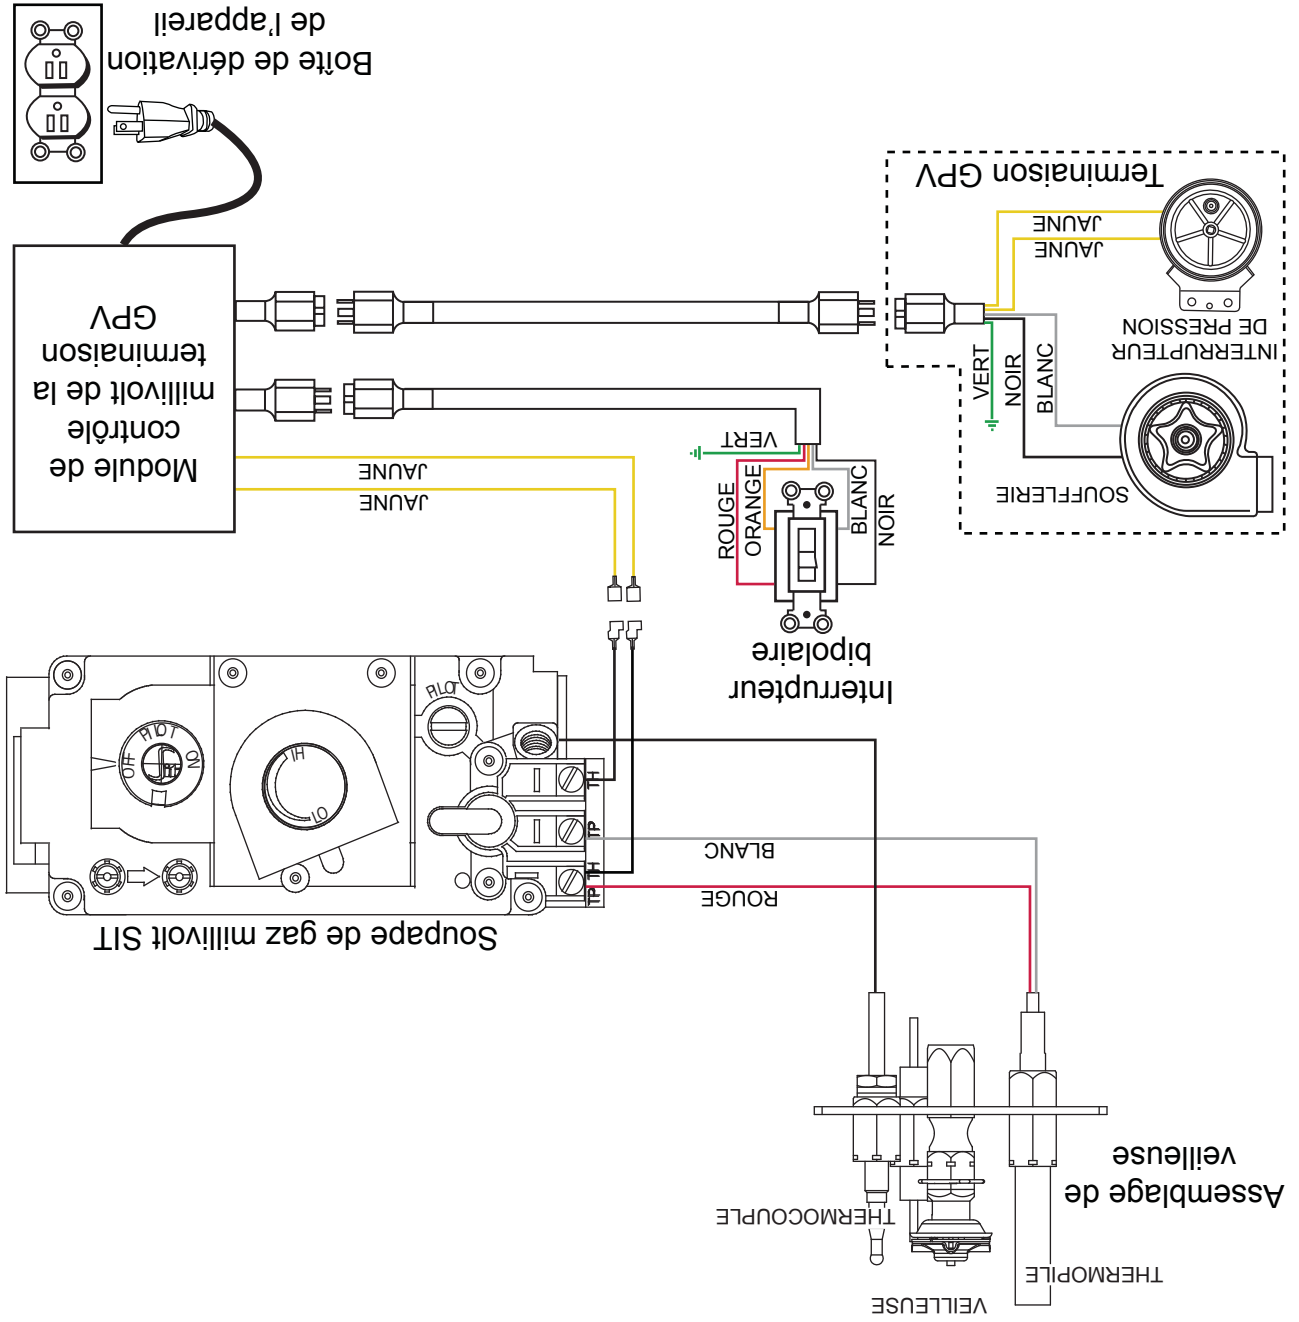 VEILLEUSE
THERMOPILE
THERMOCOUPLE
Assemblage de
veilleuse
Soupape de gaz millivolt SIT
ROUGE
BLANC
TP
TH
TP
TH
LO
HI
OFF
PILOT
ON
Sit
PILOT
Interrupteur
bipolaire
ROUGE
ORANGE
BLANC
NOIR
VERT
JAUNE
JAUNE
Module de
contrôle
millivolt de la
terminaison
GPV
SOUFFLERIE
VERT
NOIR
BLANC
INTERRUPTEUR
DE PRESSION
JAUNE
JAUNE
Terminaison GPV
Boîte de dérivation
de l'appareil